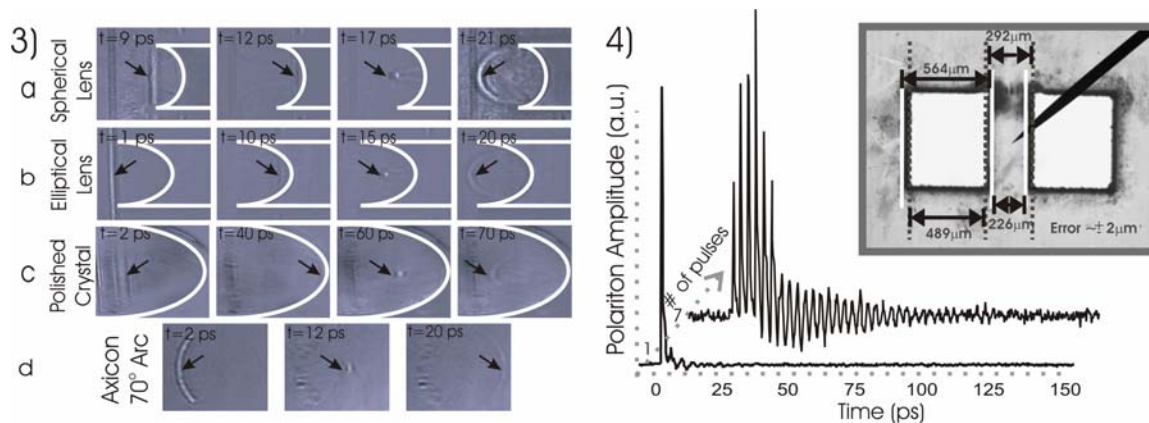 3)
a
Spherical
Lens
t=9 ps
t=12 ps
t=17 ps
t=21 ps
b
Elliptical
Lens
t=1 ps
t=10 ps
t=15 ps
t=20 ps
c
Polished
Crystal
t=2 ps
t=40 ps
t=60 ps
t=70 ps
d
Axicon
70° Arc
t=2 ps
t=12 ps
t=20 ps
4)
Polariton Amplitude (a.u.)
# of pulses
1
7
0 25 50 75 100 125 150
Time (ps)
292μm
564μm
489μm
226μm
Error ~±2μm